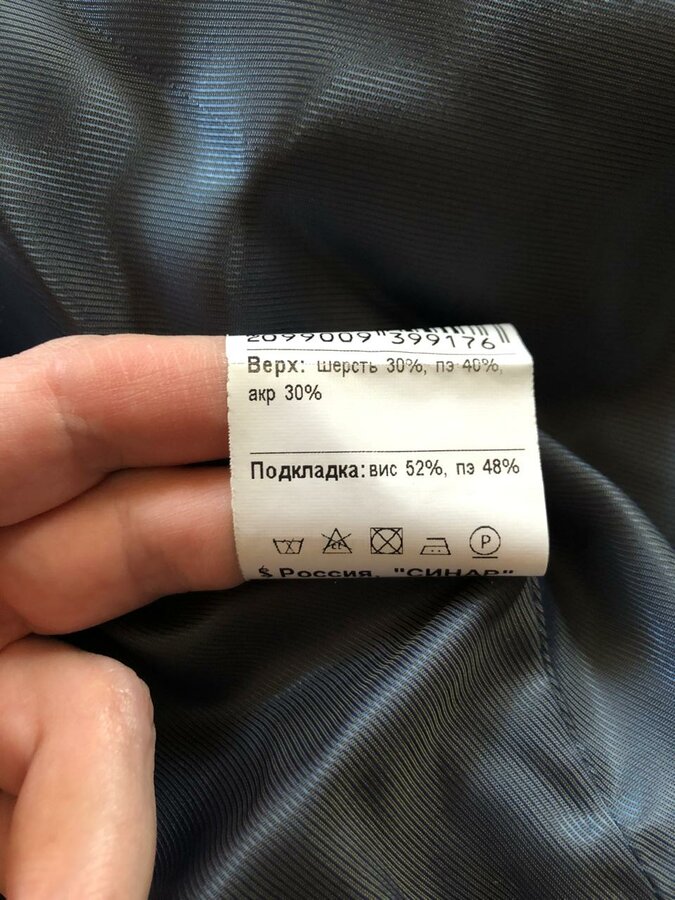 2099009 399176
Верх: шерсть 30%, пэ 40%,
акр 30%
Подкладка: вис 52%, пэ 48%
P
Россия, "СИНАР"